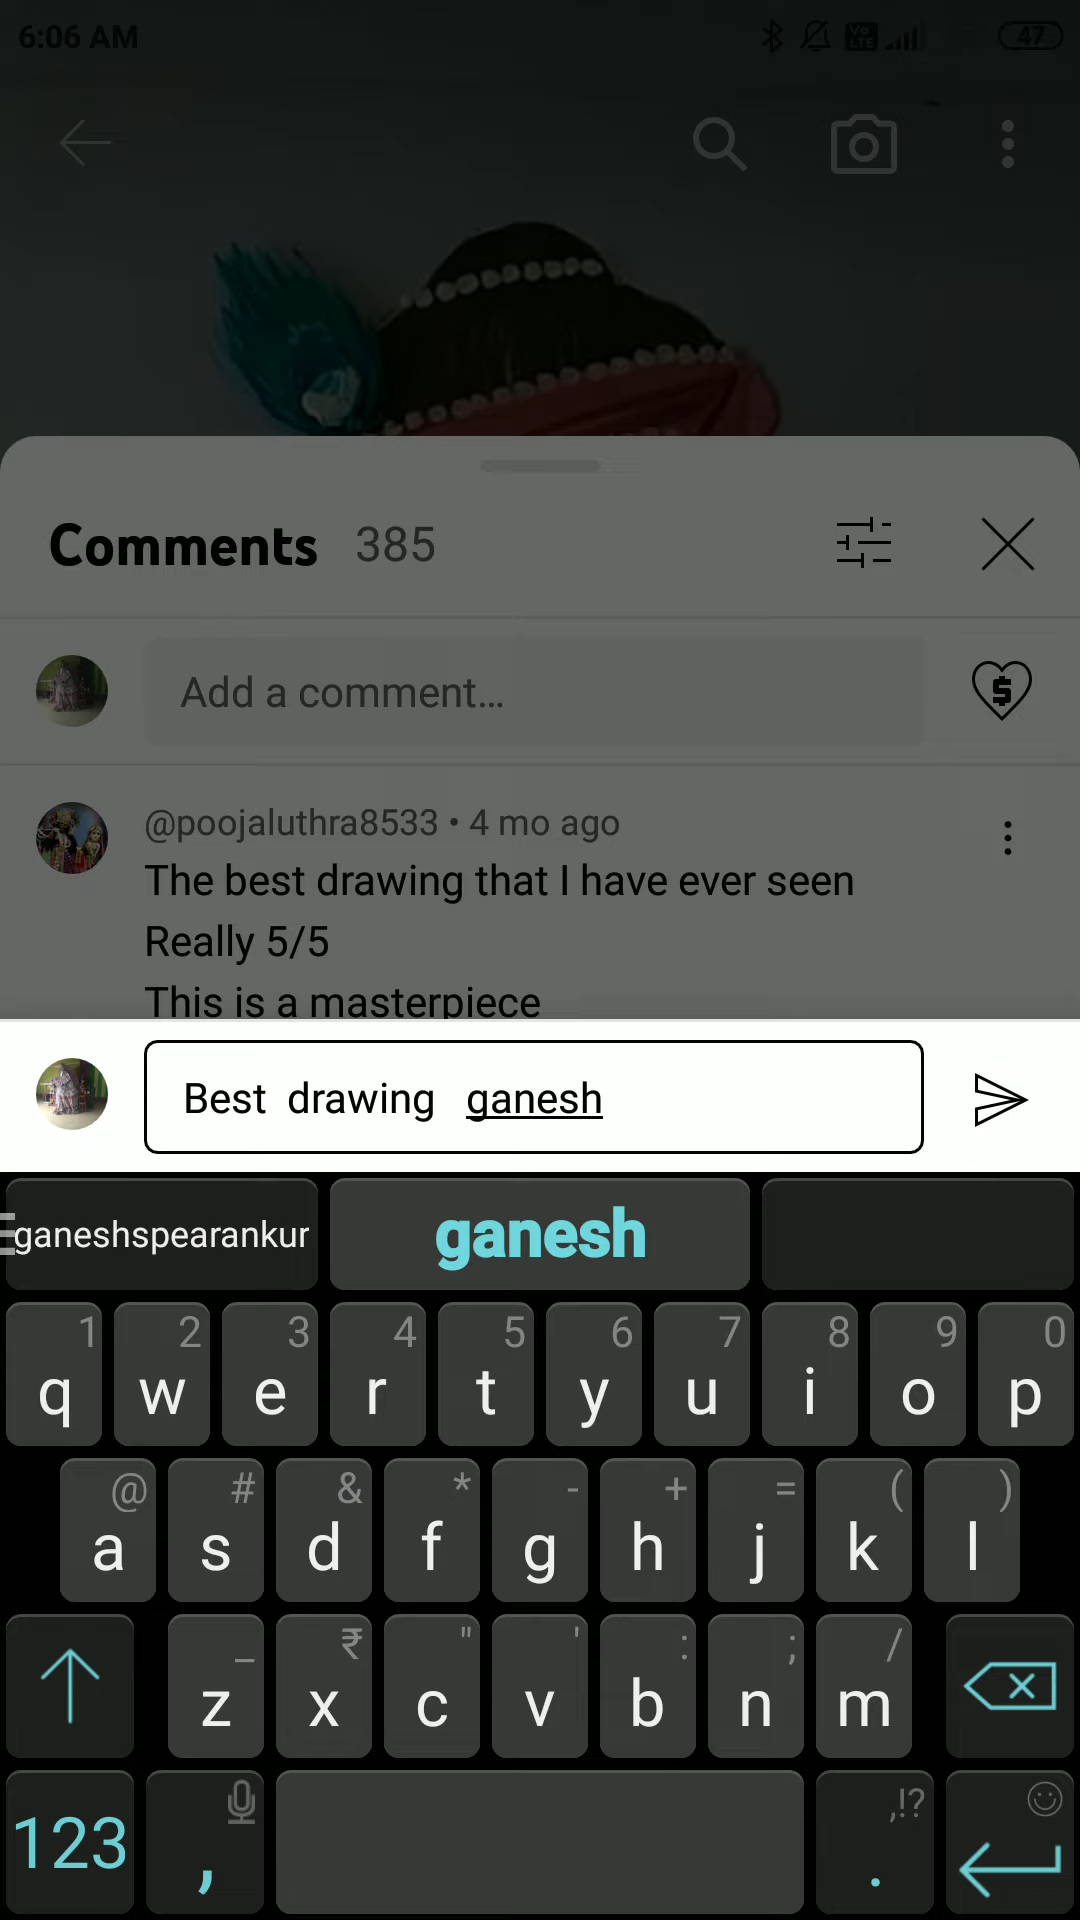 6:06 AM
Vo LTE
47
Comments 385
Add a comment...
$
@poojaluthra8533 • 4 mo ago
The best drawing that I have ever seen
Really 5/5
This is a masterpiece
Best drawing ganesh
ganeshspearankur ganesh
1 2 3 4 5 6 7 8 9 0
q w e r t y u i o p
@ # & * - + = ( )
a s d f g h j k l
_ ₹ " ' : ; /
z x c v b n m
,!?
123 , .